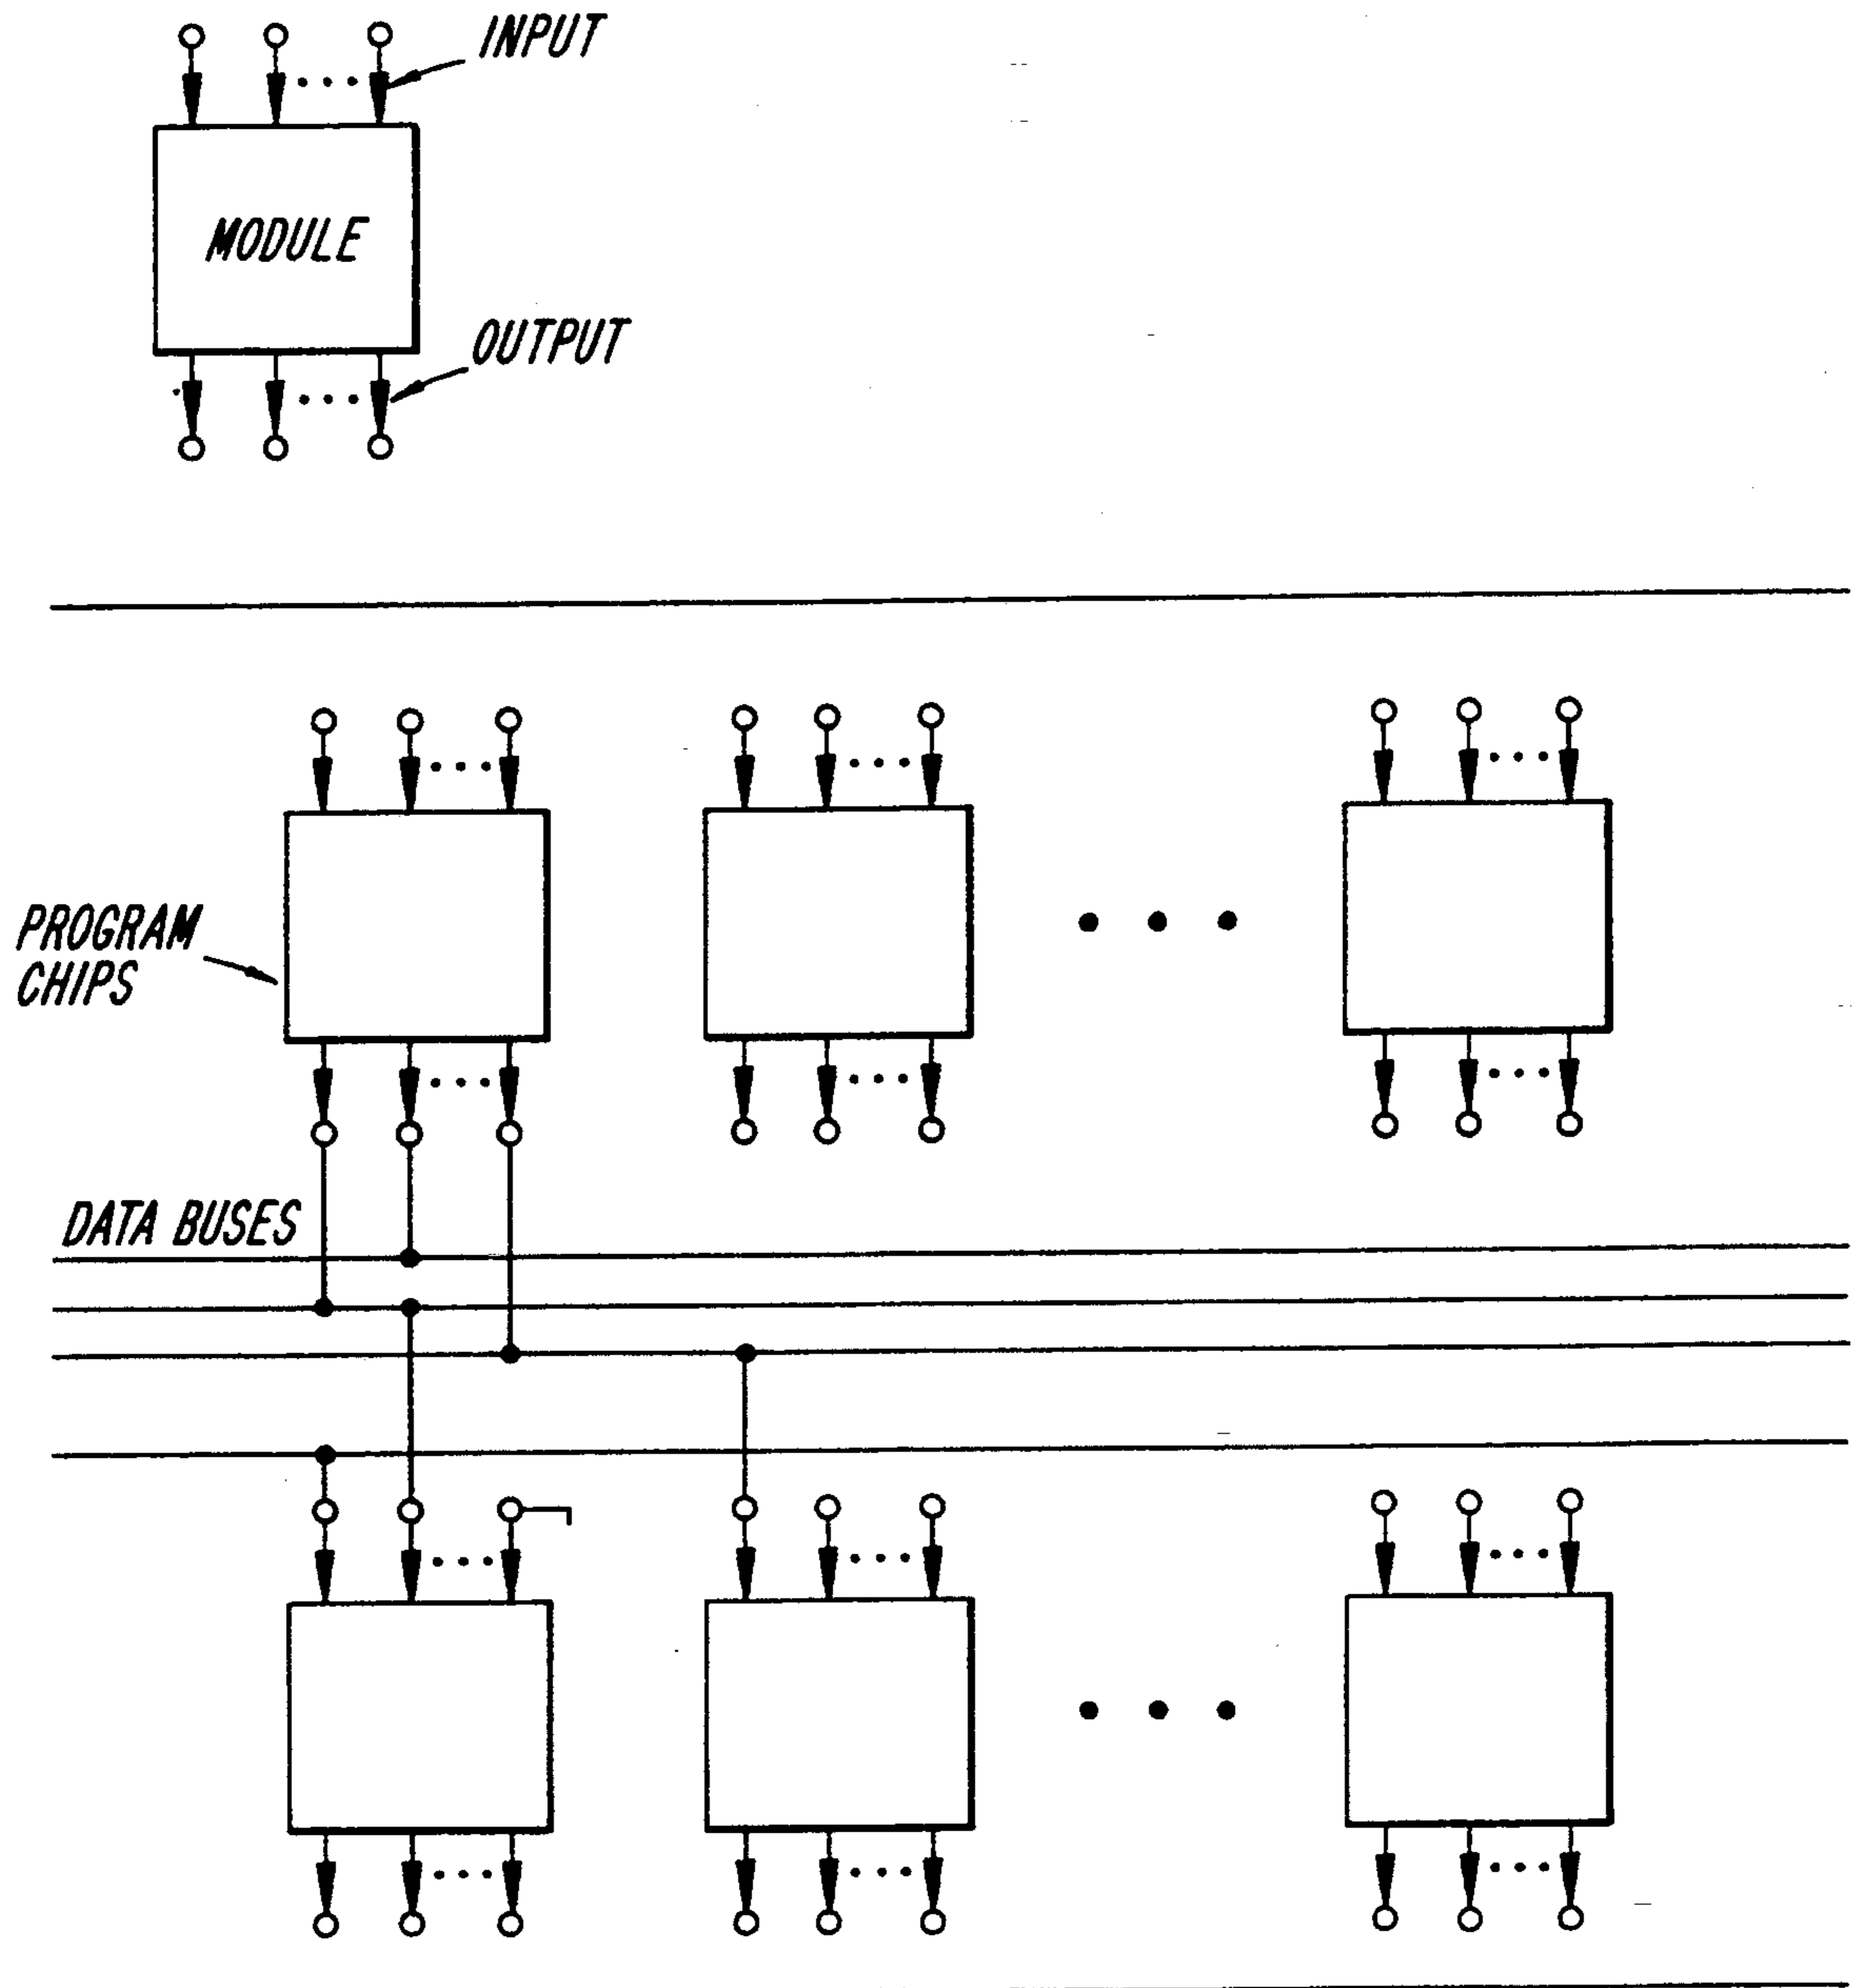 INPUT
MODULE
OUTPUT
PROGRAM
CHIPS
DATA BUSES